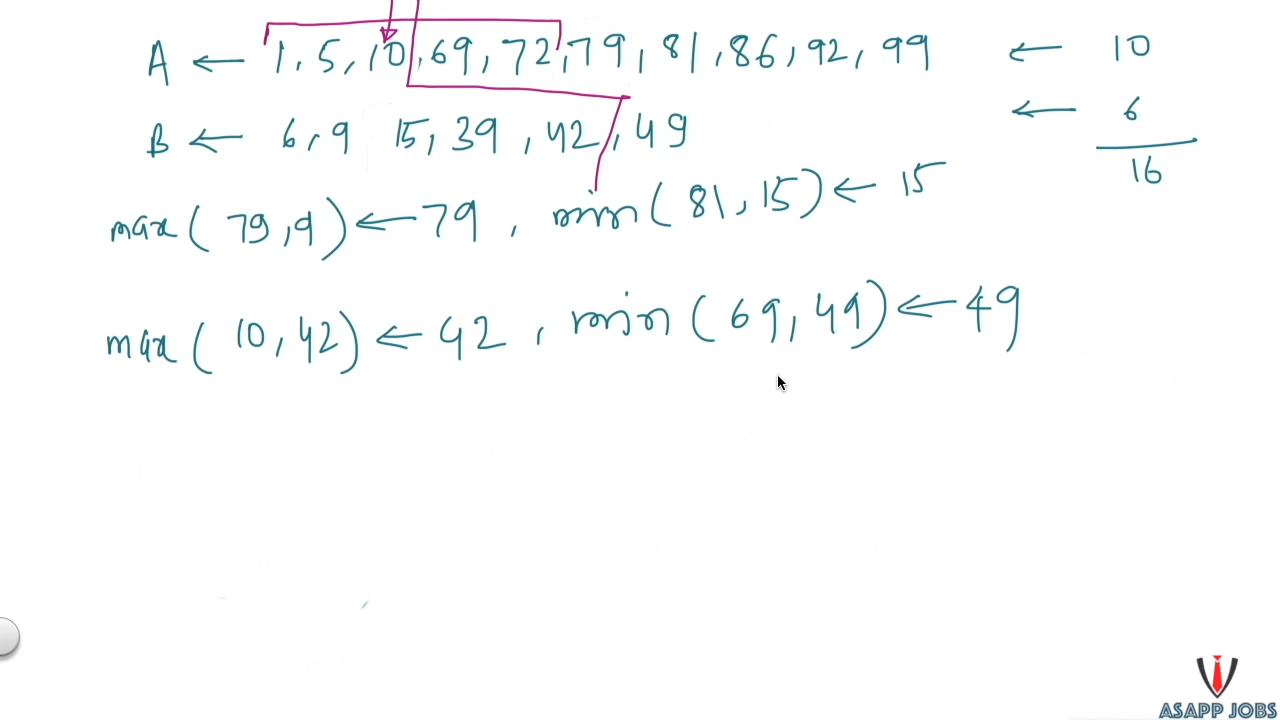 A ← 1, 5, 10, 69, 72, 79, 81, 86, 92, 99 ← 10
B ← 6, 9 15, 39, 42, 49 ← 6
16
max( 79, 9) ← 79 , min( 81, 15) ← 15
max( 10, 42) ← 42 , min( 69, 49) ← 49
ASAPP JOBS